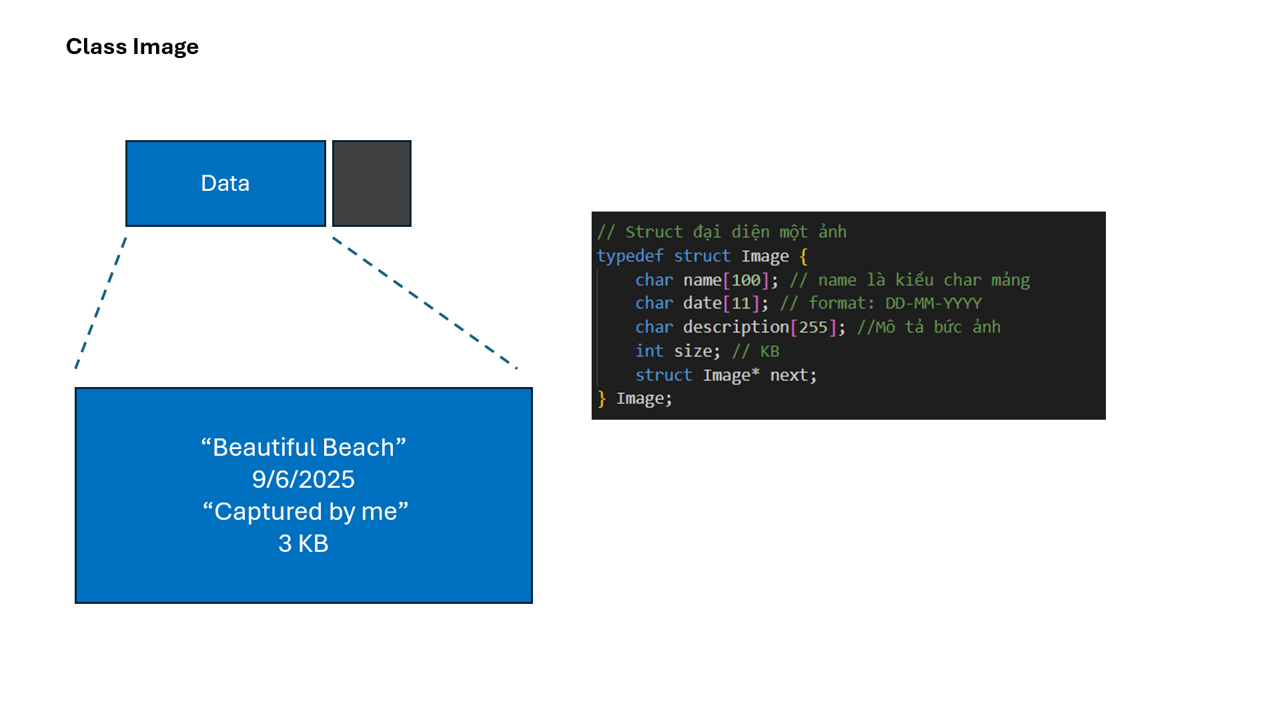 Class Image
Data
“Beautiful Beach”
9/6/2025
“Captured by me”
3 KB
// Struct đại diện một ảnh
typedef struct Image {
    char name[100]; // name là kiểu char mảng
    char date[11]; // format: DD-MM-YYYY
    char description[255]; //Mô tả bức ảnh
    int size; // KB
    struct Image* next;
} Image;